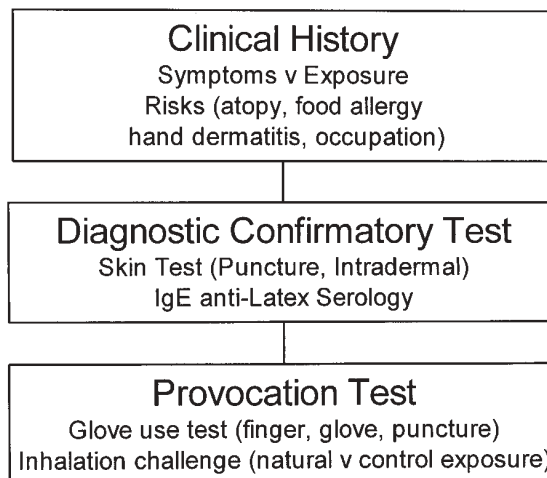 Clinical History
Symptoms v Exposure
Risks (atopy, food allergy
hand dermatitis, occupation)
Diagnostic Confirmatory Test
Skin Test (Puncture, Intradermal)
IgE anti-Latex Serology
Provocation Test
Glove use test (finger, glove, puncture)
Inhalation challenge (natural v control exposure)